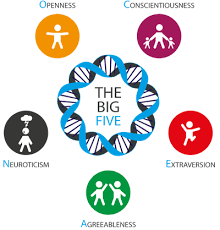 OPENNESS
CONSCIENTIOUSNESS
THE BIG
FIVE
NEUROTICISM
EXTRAVERSION
AGREEABLENESS